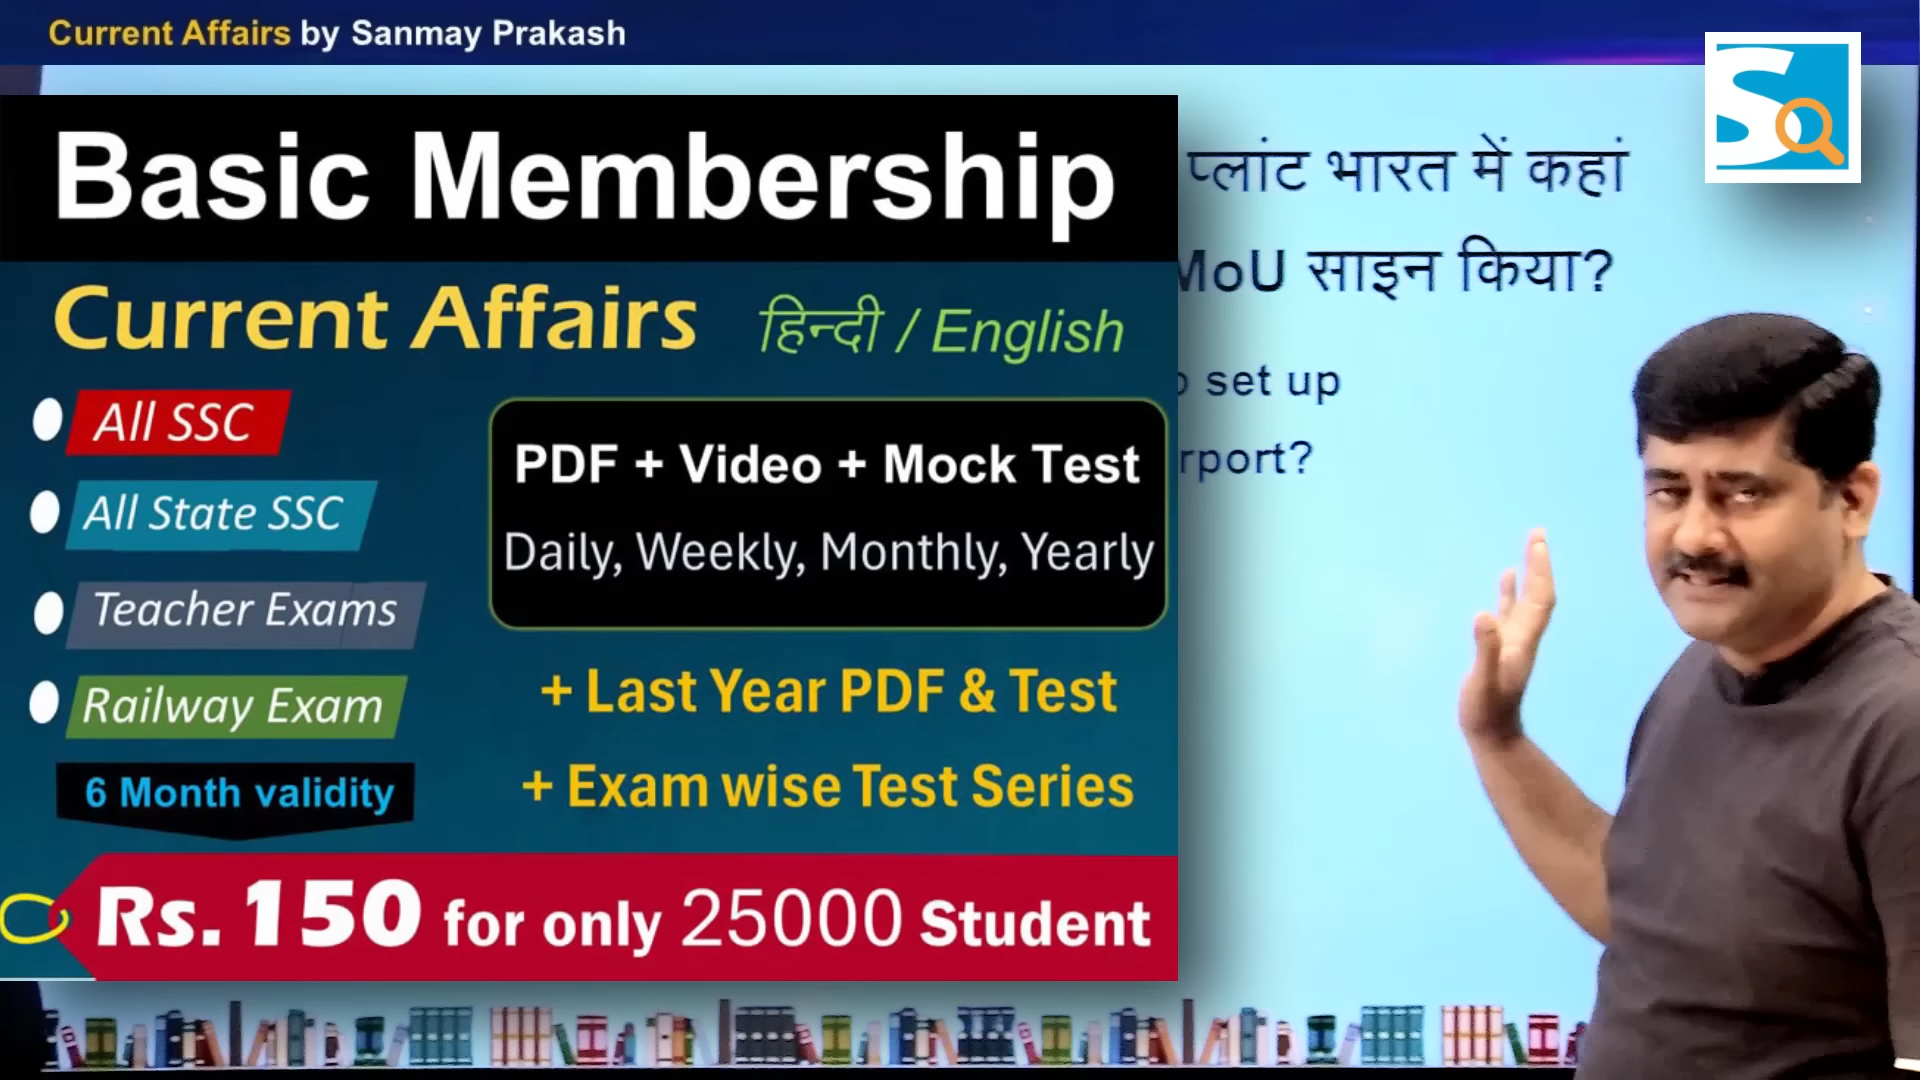 Current Affairs by Sanmay Prakash
Basic Membership
Current Affairs हिन्दी / English
All SSC
All State SSC
Teacher Exams
Railway Exam
6 Month validity
PDF + Video + Mock Test
Daily, Weekly, Monthly, Yearly
+ Last Year PDF & Test
+ Exam wise Test Series
Rs. 150 for only 25000 Student
प्लांट भारत में कहां
MoU साइन किया?
set up
rport?